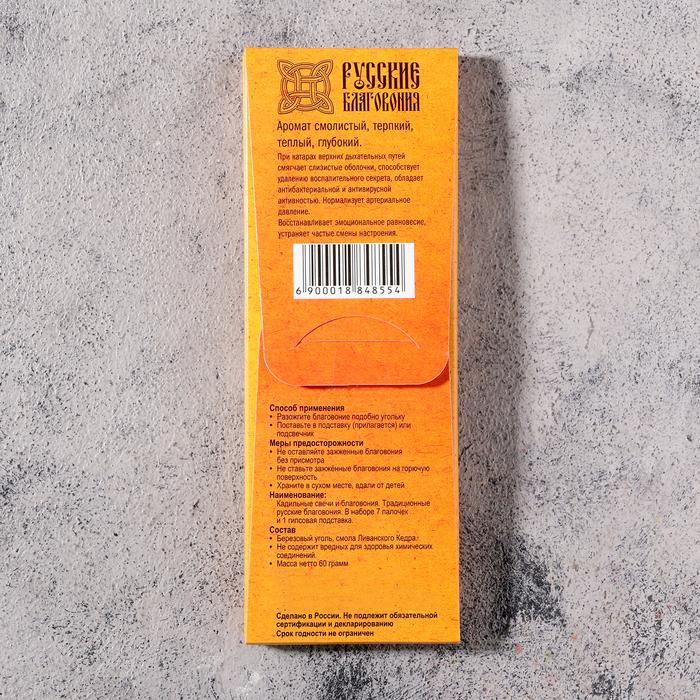 РУССКИЕ
БЛАГОВОНИЯ
Аромат смолистый, терпкий,
теплый, глубокий.
При катарах верхних дыхательных путей
смягчает слизистые оболочки, способствует
удалению воспалительного секрета, обладает
антибактериальной и антивирусной
активностью. Нормализует артериальное
давление.
Восстанавливает эмоциональное равновесие,
устраняет частые смены настроения.
6 900018 848554
Способ применения
• Разожгите благовоние подобно угольку
• Поставьте в подставку (прилагается) или
подсвечник
Меры предосторожности
• Не оставляйте зажженные благовония
без присмотра
• Не ставьте зажжённые благовония на горючую
поверхность
• Храните в сухом месте, вдали от детей
Наименование:
Кадильные свечи и благовония. Традиционные
русские благовония. В наборе 7 палочек
и 1 гипсовая подставка.
Состав
• Березовый уголь, смола Ливанского Кедра.
• Не содержит вредных для здоровья химических
соединений.
• Масса нетто 60 грамм
Сделано в России. Не подлежит обязательной
сертификации и декларированию
Срок годности не ограничен